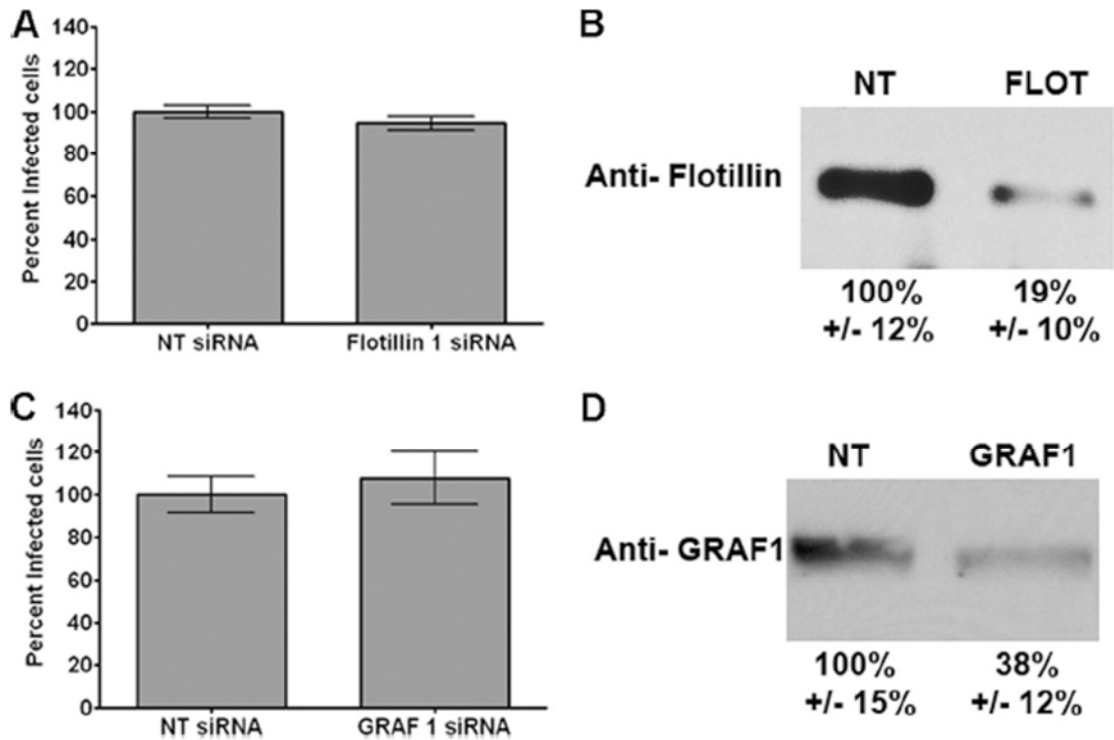 A
Percent Infected cells
140
120
100
80
60
40
20
0
NT siRNA Flotillin 1 siRNA
B
NT FLOT
Anti- Flotillin
100% 19%
+/- 12% +/- 10%
C
Percent Infected cells
140
120
100
80
60
40
20
0
NT siRNA GRAF 1 siRNA
D
NT GRAF1
Anti- GRAF1
100% 38%
+/- 15% +/- 12%